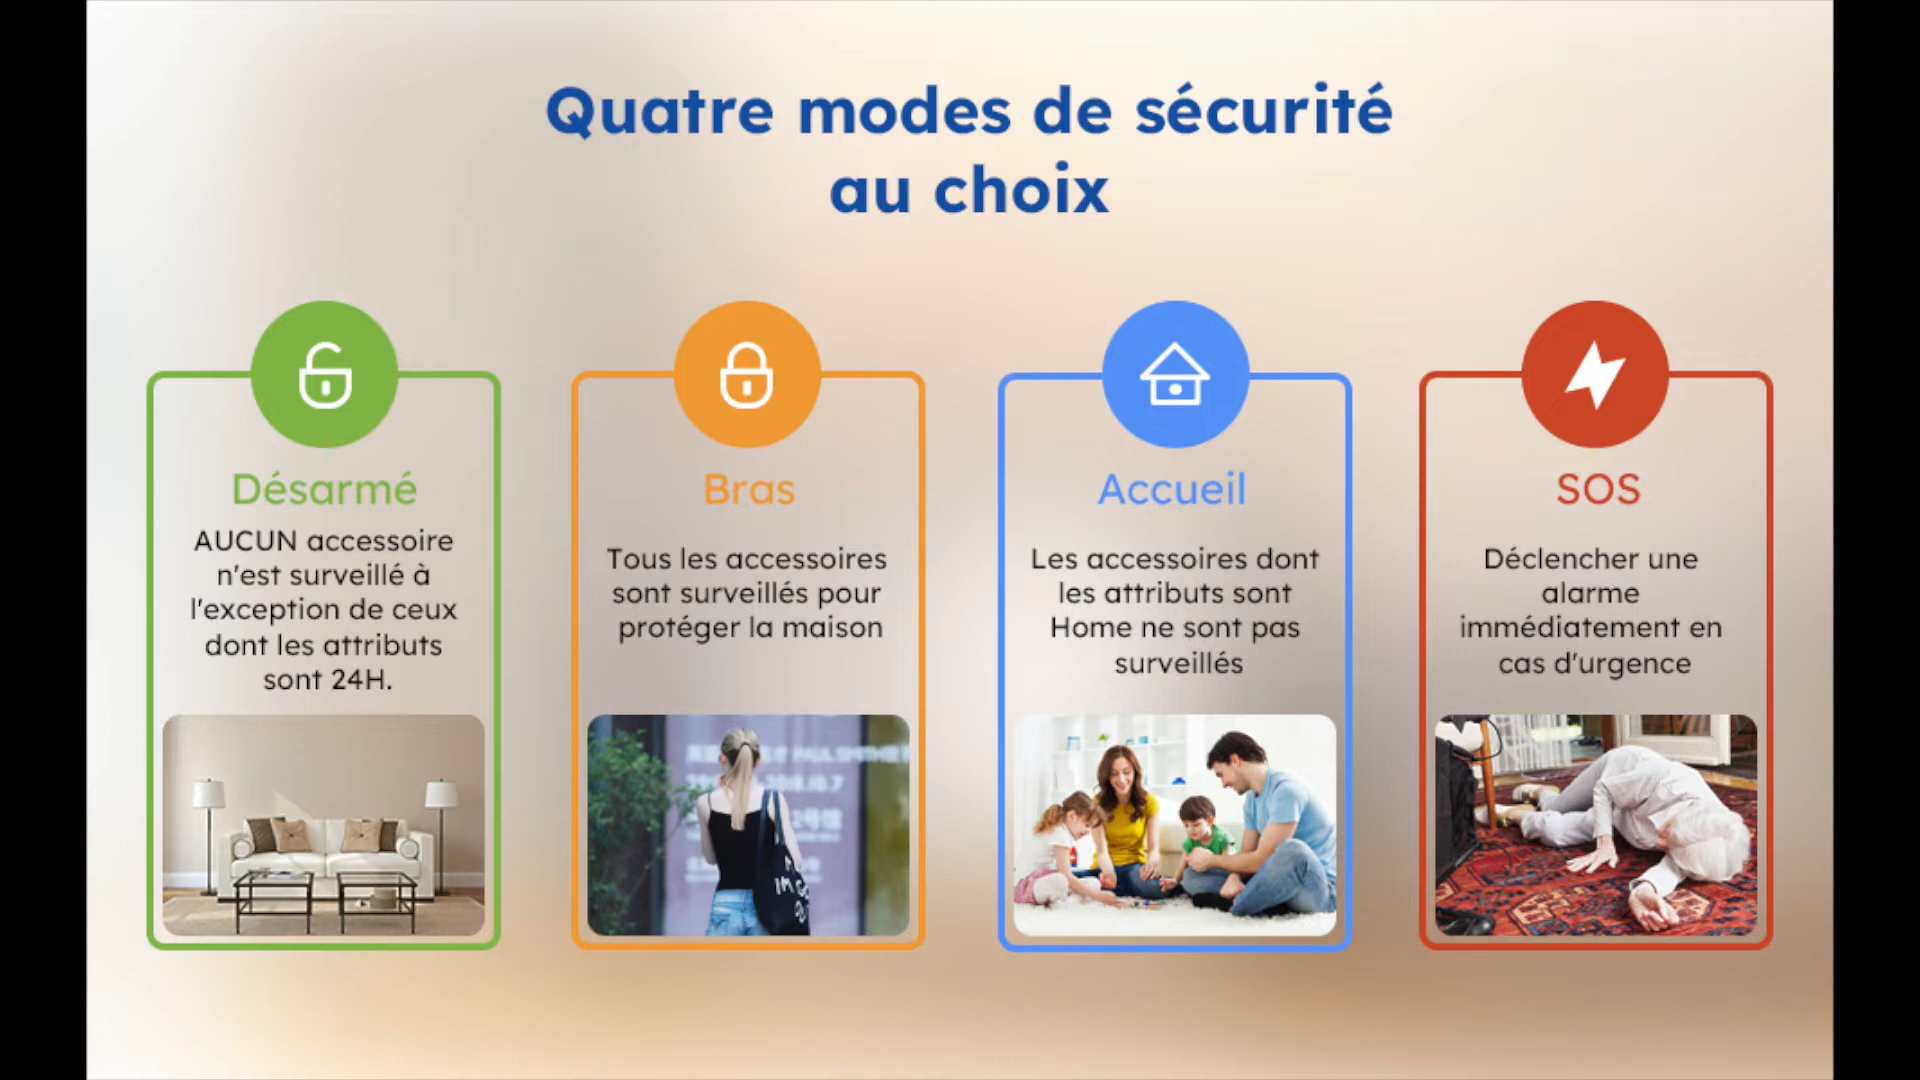 Quatre modes de sécurité
au choix
Désarmé
AUCUN accessoire
n'est surveillé à
l'exception de ceux
dont les attributs
sont 24H.
Bras
Tous les accessoires
sont surveillés pour
protéger la maison
Accueil
Les accessoires dont
les attributs sont
Home ne sont pas
surveillés
SOS
Déclencher une
alarme
immédiatement en
cas d'urgence